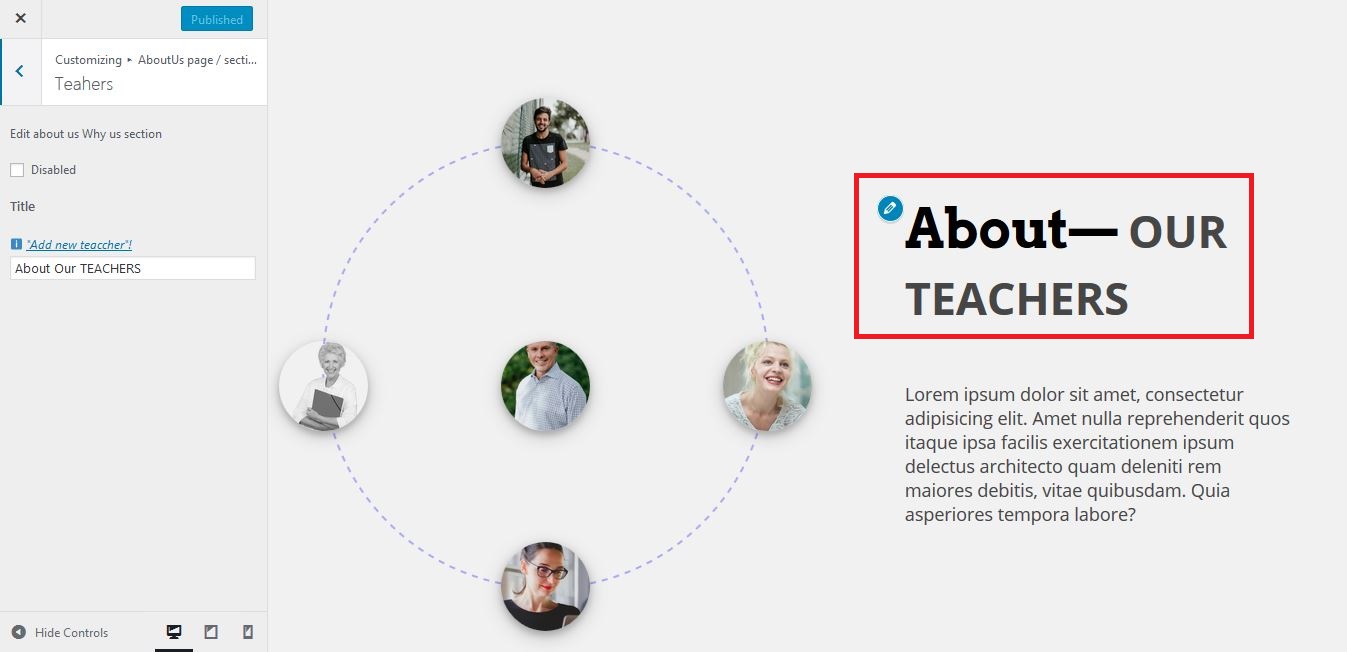 Published
Customizing ▸ AboutUs page / secti...
Teahers
Edit about us Why us section
Disabled
Title
"Add new teaccher"!
About Our TEACHERS
Hide Controls
About— OUR
TEACHERS
Lorem ipsum dolor sit amet, consectetur
adipisicing elit. Amet nulla reprehenderit quos
itaque ipsa facilis exercitationem ipsum
delectus architecto quam deleniti rem
maiores debitis, vitae quibusdam. Quia
asperiores tempora labore?